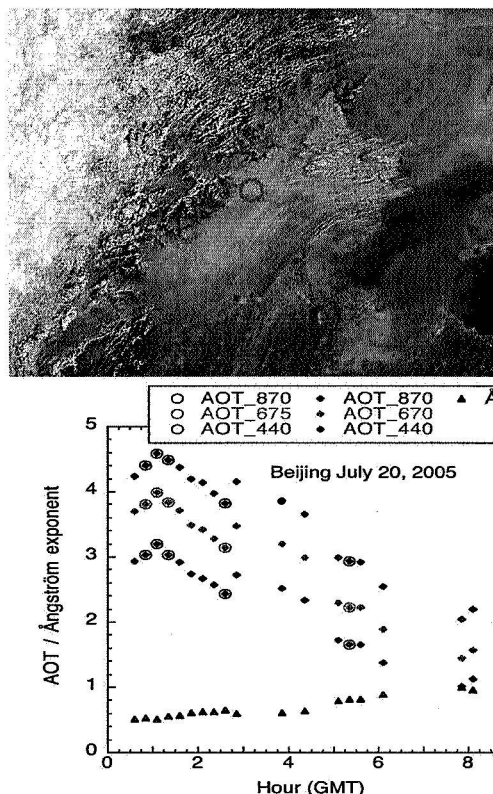 AOT_870 AOT_870
AOT_675 AOT_670
AOT_440 AOT_440
Beijing July 20, 2005
5
4
3
2
1
0
AOT / Ångström exponent
0 2 4 6 8
Hour (GMT)